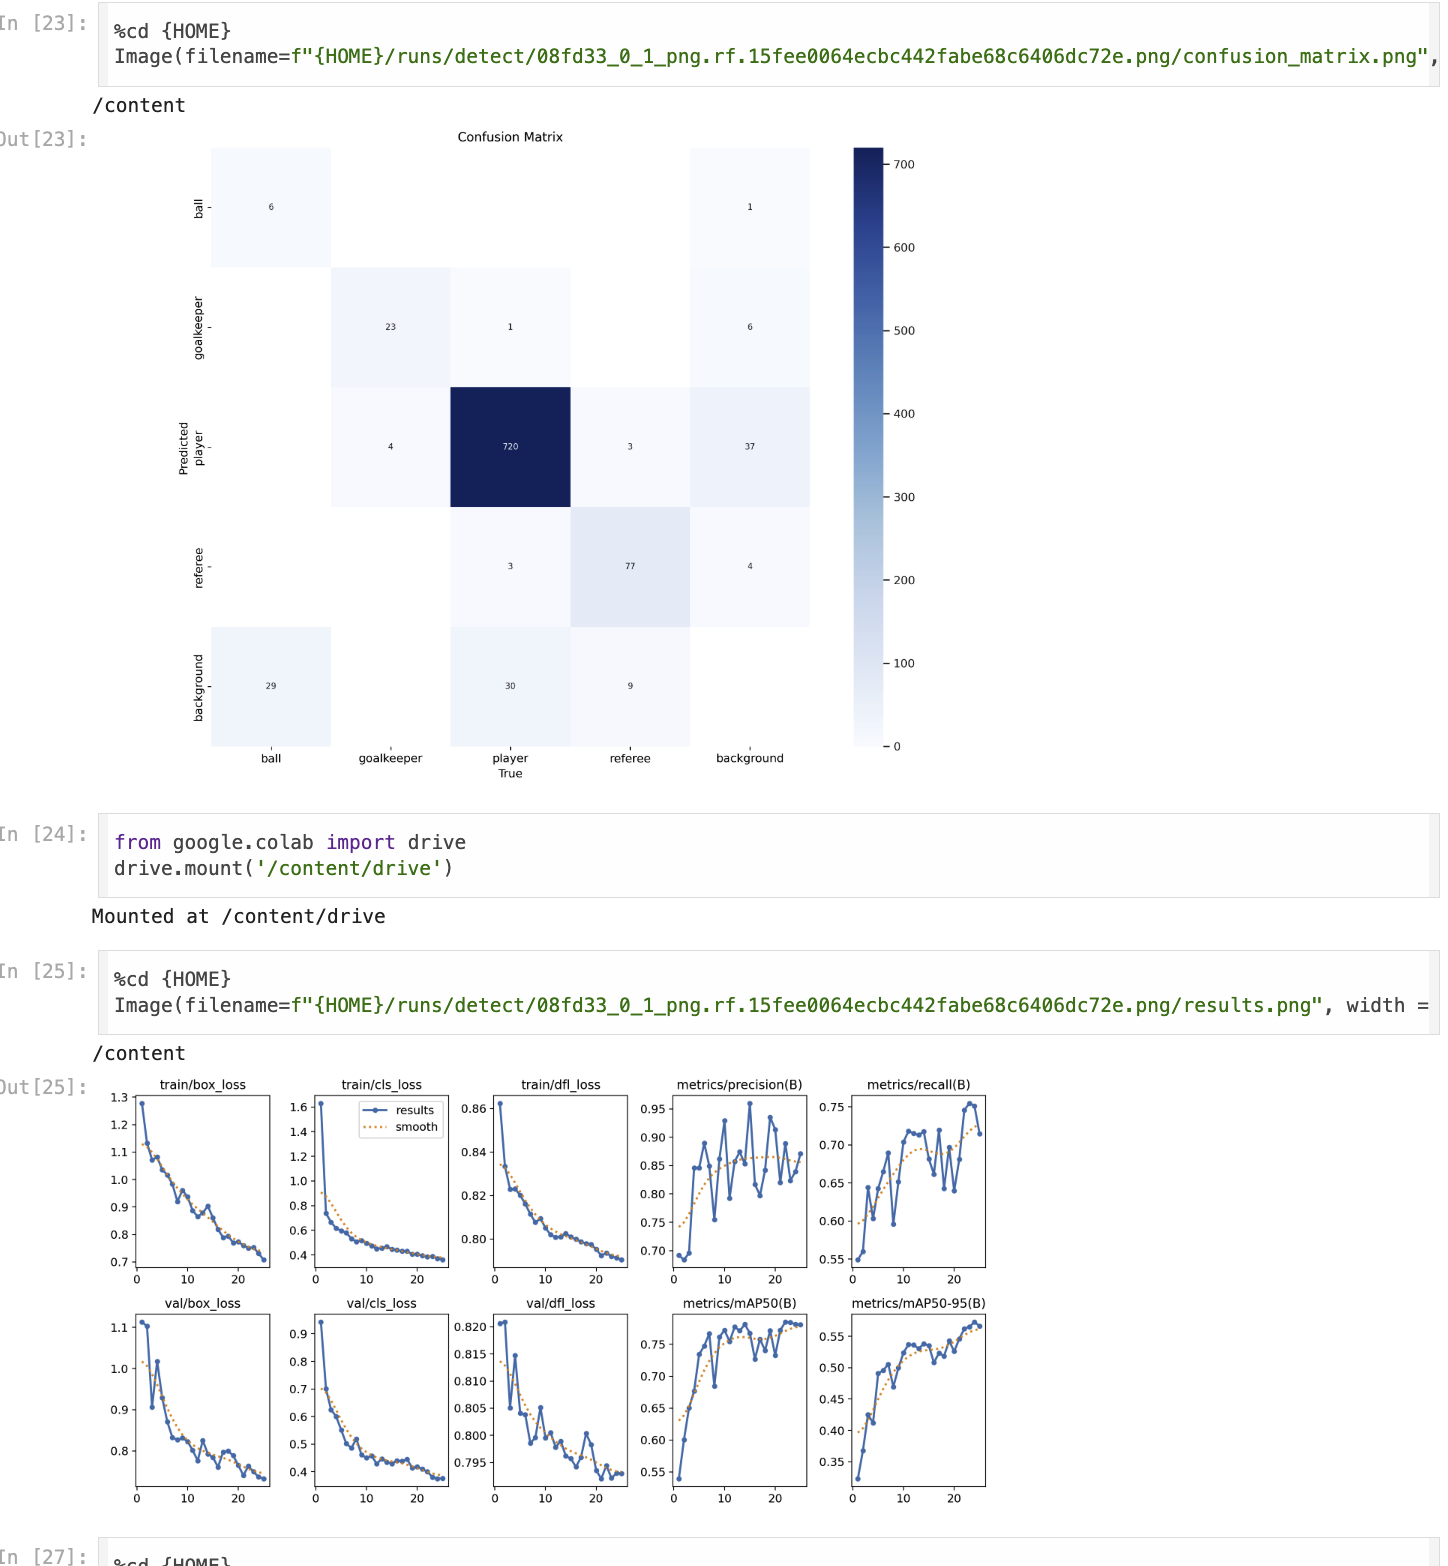 In [23]:
%cd {HOME}
Image(filename=f"{HOME}/runs/detect/08fd33_0_1_png.rf.15fee0064ecbc442fabe68c6406dc72e.png/confusion_matrix.png",
/content
Out[23]:
Confusion Matrix
ball
6
1
goalkeeper
23
1
6
Predicted
player
4
720
3
37
referee
3
77
4
background
29
30
9
ball goalkeeper player referee background
True
700
600
500
400
300
200
100
0
In [24]:
from google.colab import drive
drive.mount('/content/drive')
Mounted at /content/drive
In [25]:
%cd {HOME}
Image(filename=f"{HOME}/runs/detect/08fd33_0_1_png.rf.15fee0064ecbc442fabe68c6406dc72e.png/results.png", width =
/content
Out[25]:
train/box_loss
1.3
1.2
1.1
1.0
0.9
0.8
0.7
0 10 20
train/cls_loss
results
smooth
1.6
1.4
1.2
1.0
0.8
0.6
0.4
0 10 20
train/dfl_loss
0.86
0.84
0.82
0.80
0 10 20
metrics/precision(B)
0.95
0.90
0.85
0.80
0.75
0.70
0 10 20
metrics/recall(B)
0.75
0.70
0.65
0.60
0.55
0 10 20
val/box_loss
1.1
1.0
0.9
0.8
0 10 20
val/cls_loss
0.9
0.8
0.7
0.6
0.5
0.4
0 10 20
val/dfl_loss
0.820
0.815
0.810
0.805
0.800
0.795
0 10 20
metrics/mAP50(B)
0.75
0.70
0.65
0.60
0.55
0 10 20
metrics/mAP50-95(B)
0.55
0.50
0.45
0.40
0.35
0 10 20
In [27]:
%cd {HOME}